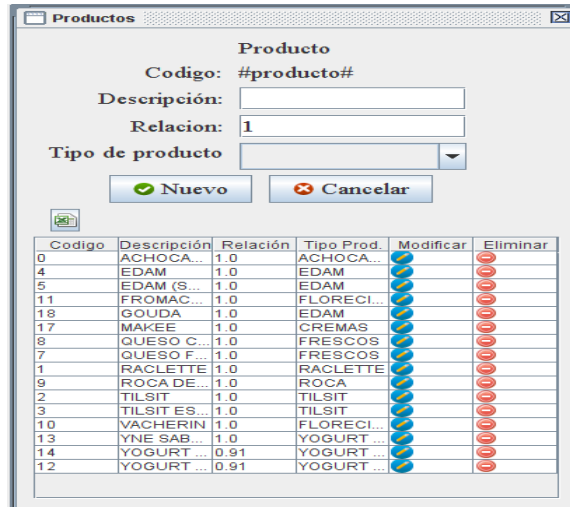 Productos
Producto
Codigo: #producto#
Descripción:
Relacion: 1
Tipo de producto
Nuevo Cancelar
Codigo Descripción Relación Tipo Prod. Modificar Eliminar
0 ACHOCA... 1.0 ACHOCA...
4 EDAM 1.0 EDAM
5 EDAM (S... 1.0 EDAM
11 FROMAC... 1.0 FLORECI...
18 GOUDA 1.0 EDAM
17 MAKEE 1.0 CREMAS
8 QUESO C... 1.0 FRESCOS
7 QUESO F... 1.0 FRESCOS
1 RACLETTE 1.0 RACLETTE
9 ROCA DE... 1.0 ROCA
2 TILSIT 1.0 TILSIT
3 TILSIT ES... 1.0 TILSIT
10 VACHERIN 1.0 FLORECI...
13 YNE SAB... 1.0 YOGURT ...
14 YOGURT ... 0.91 YOGURT ...
12 YOGURT ... 0.91 YOGURT ...